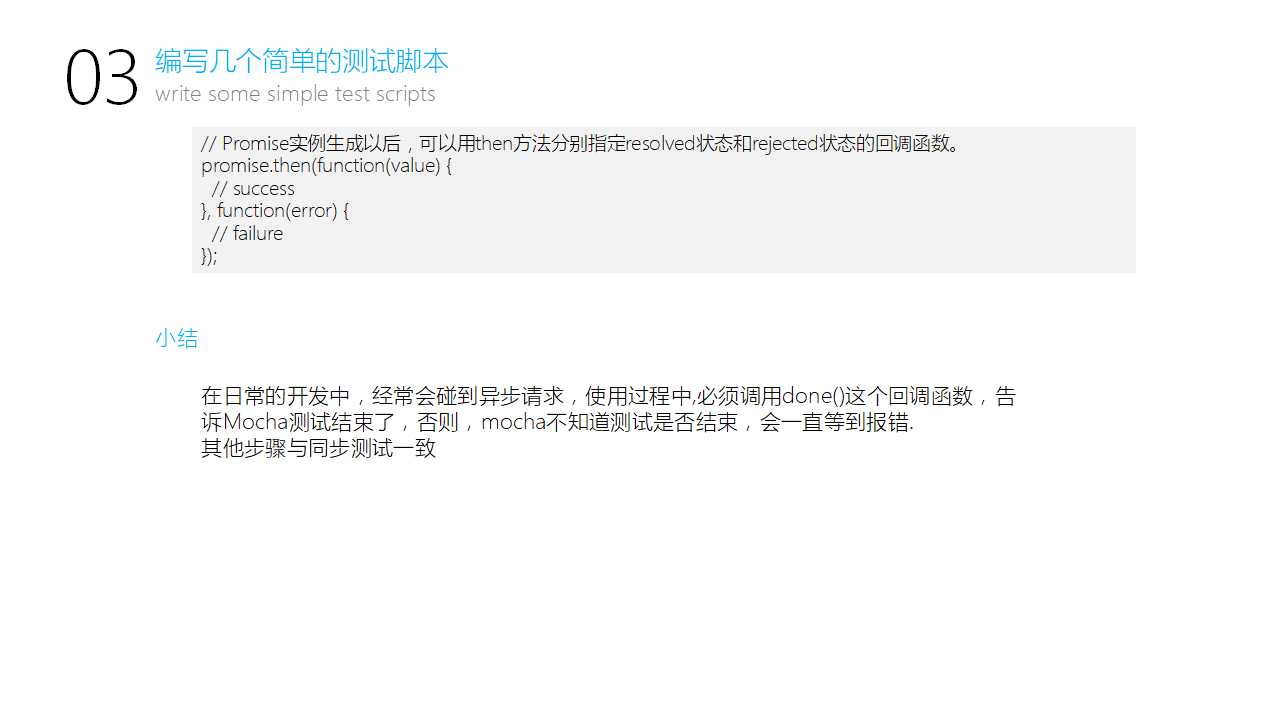 03
编写几个简单的测试脚本
write some simple test scripts
// Promise实例生成以后，可以用then方法分别指定resolved状态和rejected状态的回调函数。
promise.then(function(value) {
  // success
}, function(error) {
  // failure
});
小结
在日常的开发中，经常会碰到异步请求，使用过程中,必须调用done()这个回调函数，告
诉Mocha测试结束了，否则，mocha不知道测试是否结束，会一直等到报错.
其他步骤与同步测试一致